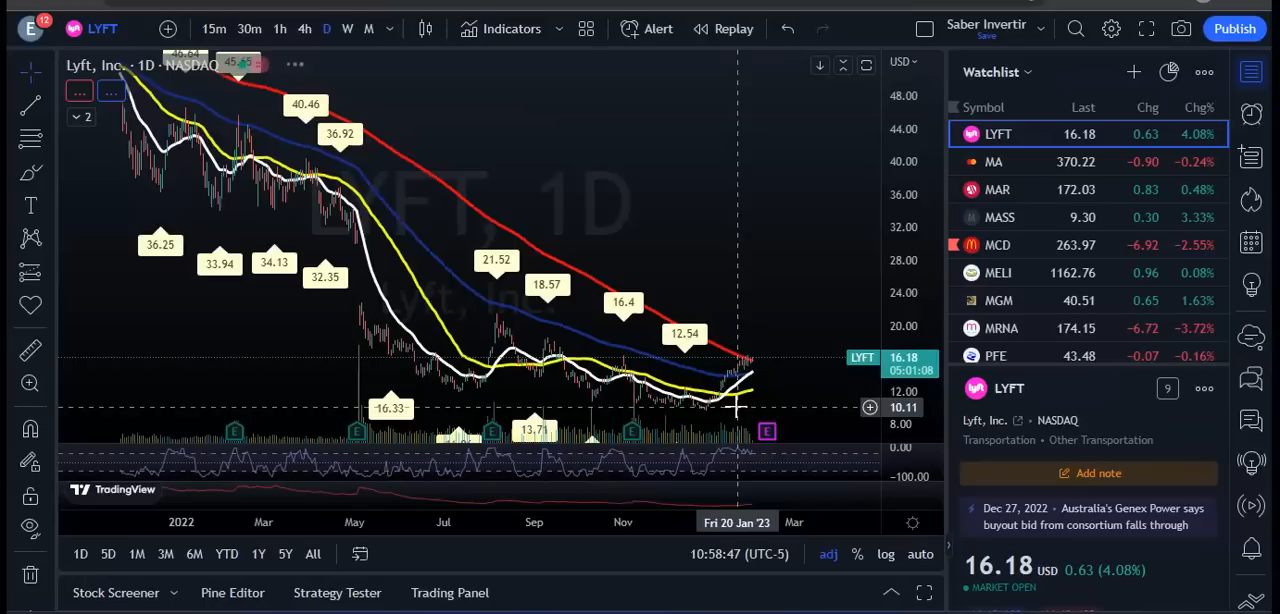 E 12 LYFT 15m 30m 1h 4h D W M Indicators Alert Replay Saber Invertir Save Publish
Lyft, Inc. · 1D · NASDAQ
... ...
2
46.64
45.65
40.46
36.92
36.25
33.94
34.13
32.35
21.52
18.57
16.4
12.54
16.33
13.71
LYFT, 1D
Lyft, Inc.
E E E E E
TradingView
USD
48.00
44.00
40.00
36.00
32.00
28.00
24.00
20.00
LYFT 16.18
05:01:08
12.00
10.11
8.00
0.00
−100.00
2022 Mar May Jul Sep Nov Fri 20 Jan '23 Mar
1D 5D 1M 3M 6M YTD 1Y 5Y All 10:58:47 (UTC-5) adj % log auto
Stock Screener Pine Editor Strategy Tester Trading Panel
Watchlist
Symbol Last Chg Chg%
LYFT 16.18 0.63 4.08%
MA 370.22 −0.90 −0.24%
MAR 172.03 0.83 0.48%
M MASS 9.30 0.30 3.33%
MCD 263.97 −6.92 −2.55%
MELI 1162.76 0.96 0.08%
MGM 40.51 0.65 1.63%
MRNA 174.15 −6.72 −3.72%
PFE 43.48 −0.07 −0.16%
LYFT 9
Lyft, Inc. · NASDAQ
Transportation · Other Transportation
Add note
Dec 27, 2022 · Australia's Genex Power says
buyout bid from consortium falls through
16.18 USD 0.63 (4.08%)
MARKET OPEN